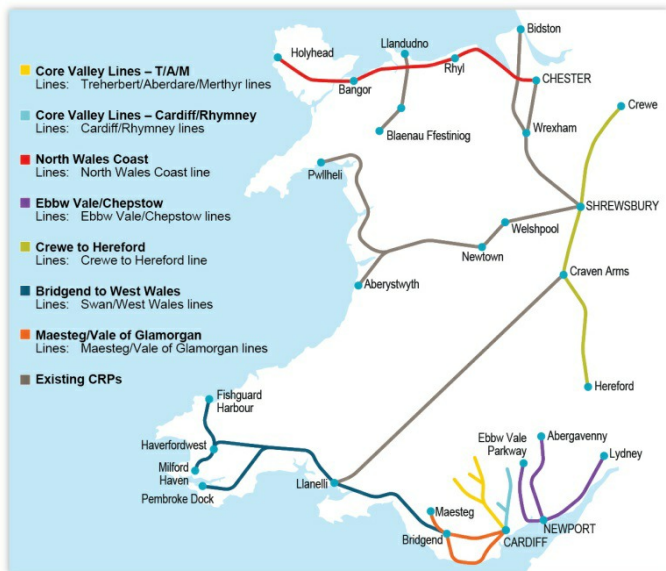 Core Valley Lines – T/A/M
Lines: Treherbert/Aberdare/Merthyr lines
Core Valley Lines – Cardiff/Rhymney
Lines: Cardiff/Rhymney lines
North Wales Coast
Lines: North Wales Coast line
Ebbw Vale/Chepstow
Lines: Ebbw Vale/Chepstow lines
Crewe to Hereford
Lines: Crewe to Hereford line
Bridgend to West Wales
Lines: Swan/West Wales lines
Maesteg/Vale of Glamorgan
Lines: Maesteg/Vale of Glamorgan lines
Existing CRPs
Bidston
Llandudno
Holyhead
Rhyl
Bangor
CHESTER
Crewe
Blaenau Ffestiniog
Wrexham
Pwllheli
SHREWSBURY
Welshpool
Newtown
Craven Arms
Aberystwyth
Hereford
Fishguard
Harbour
Haverfordwest
Milford
Haven
Pembroke Dock
Llanelli
Ebbw Vale
Parkway
Abergavenny
Lydney
Maesteg
NEWPORT
Bridgend
CARDIFF